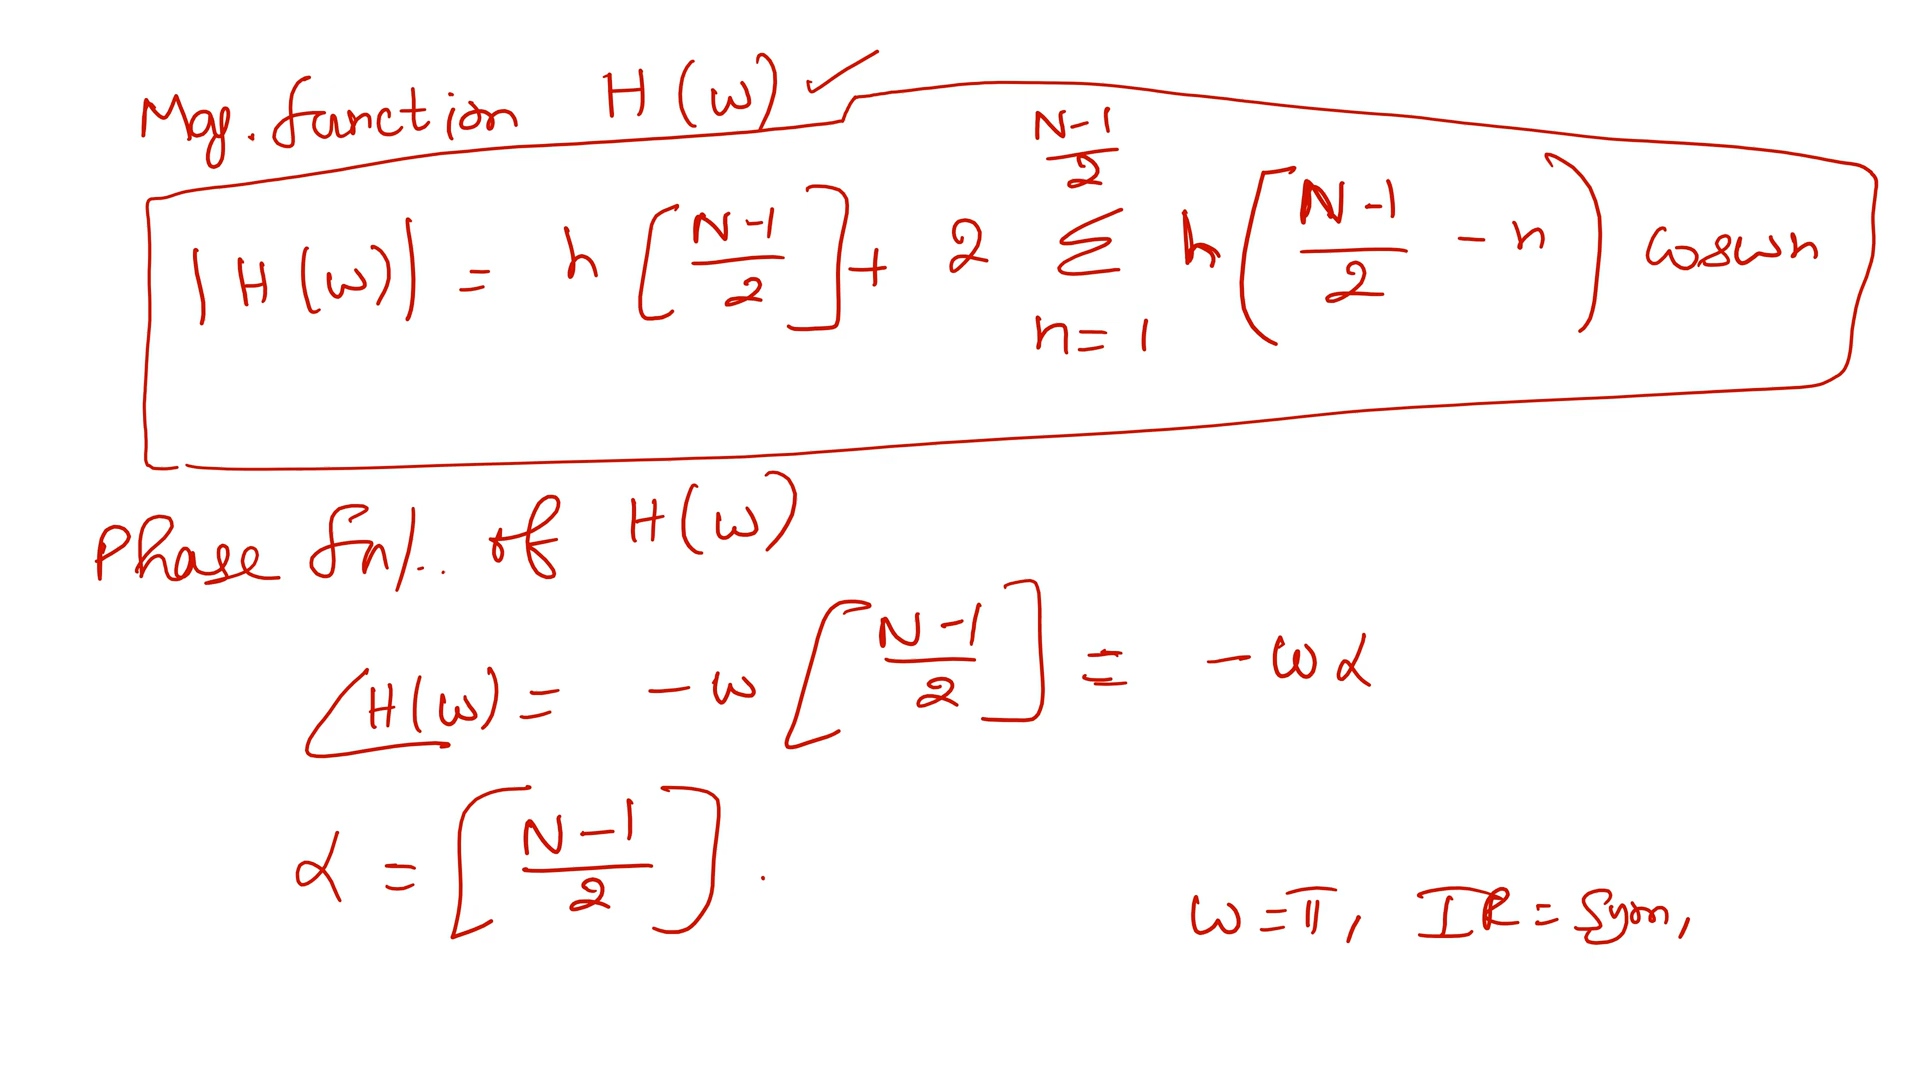 Mag. function H(ω) ✓
|H(ω)| = h[(N-1)/2] + 2 Σ_{n=1}^{(N-1)/2} h((N-1)/2 - n) cosωn
Phase fn/.. of H(ω)
∠H(ω) = -ω[(N-1)/2] = -ωα
α = [(N-1)/2].
ω = π, IR = Sym,